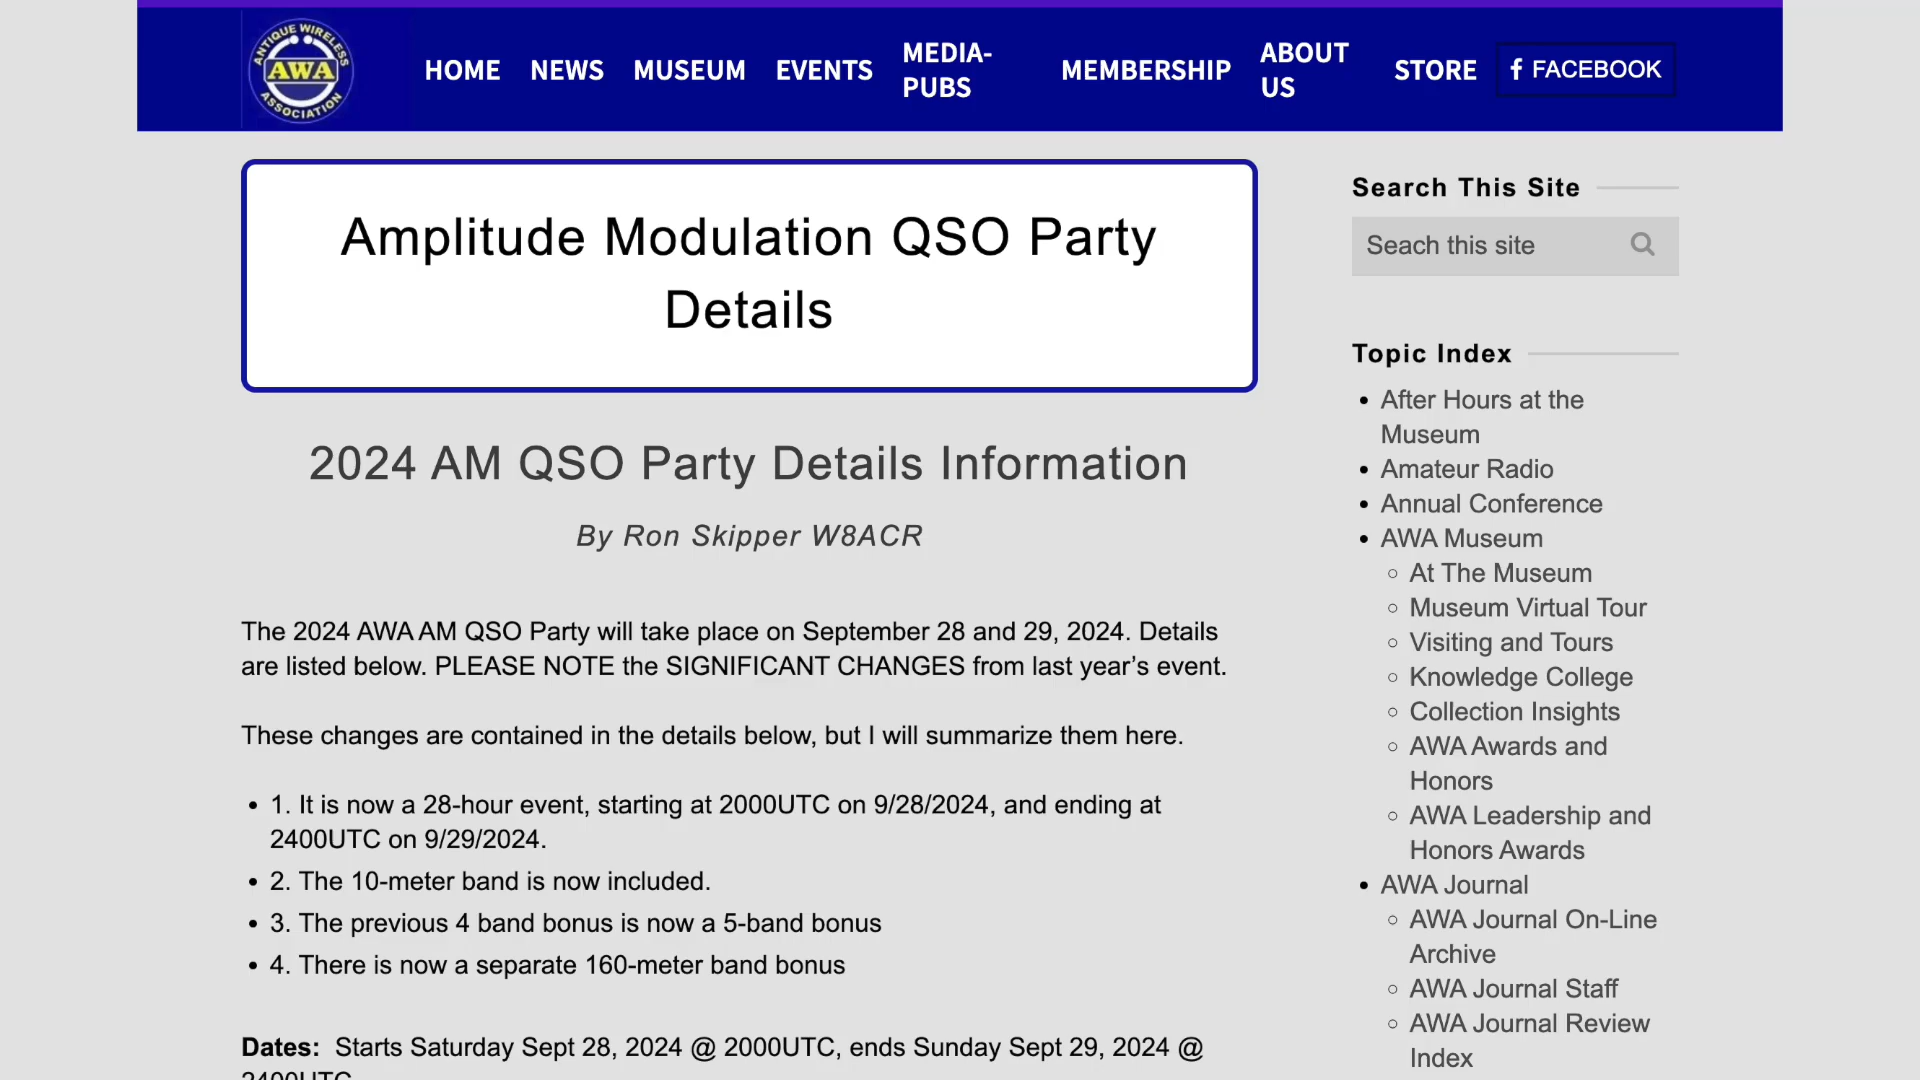 ANTIQUE WIRELESS
AWA
ASSOCIATION
HOME
NEWS
MUSEUM
EVENTS
MEDIA-
PUBS
MEMBERSHIP
ABOUT
US
STORE
f FACEBOOK
Amplitude Modulation QSO Party
Details
2024 AM QSO Party Details Information
By Ron Skipper W8ACR
The 2024 AWA AM QSO Party will take place on September 28 and 29, 2024. Details
are listed below. PLEASE NOTE the SIGNIFICANT CHANGES from last year’s event.
These changes are contained in the details below, but I will summarize them here.
• 1. It is now a 28-hour event, starting at 2000UTC on 9/28/2024, and ending at
2400UTC on 9/29/2024.
• 2. The 10-meter band is now included.
• 3. The previous 4 band bonus is now a 5-band bonus
• 4. There is now a separate 160-meter band bonus
Dates: Starts Saturday Sept 28, 2024 @ 2000UTC, ends Sunday Sept 29, 2024 @
2400UTC
Search This Site
Seach this site
Topic Index
• After Hours at the
Museum
• Amateur Radio
• Annual Conference
• AWA Museum
○ At The Museum
○ Museum Virtual Tour
○ Visiting and Tours
○ Knowledge College
○ Collection Insights
○ AWA Awards and
Honors
○ AWA Leadership and
Honors Awards
• AWA Journal
○ AWA Journal On-Line
Archive
○ AWA Journal Staff
○ AWA Journal Review
Index